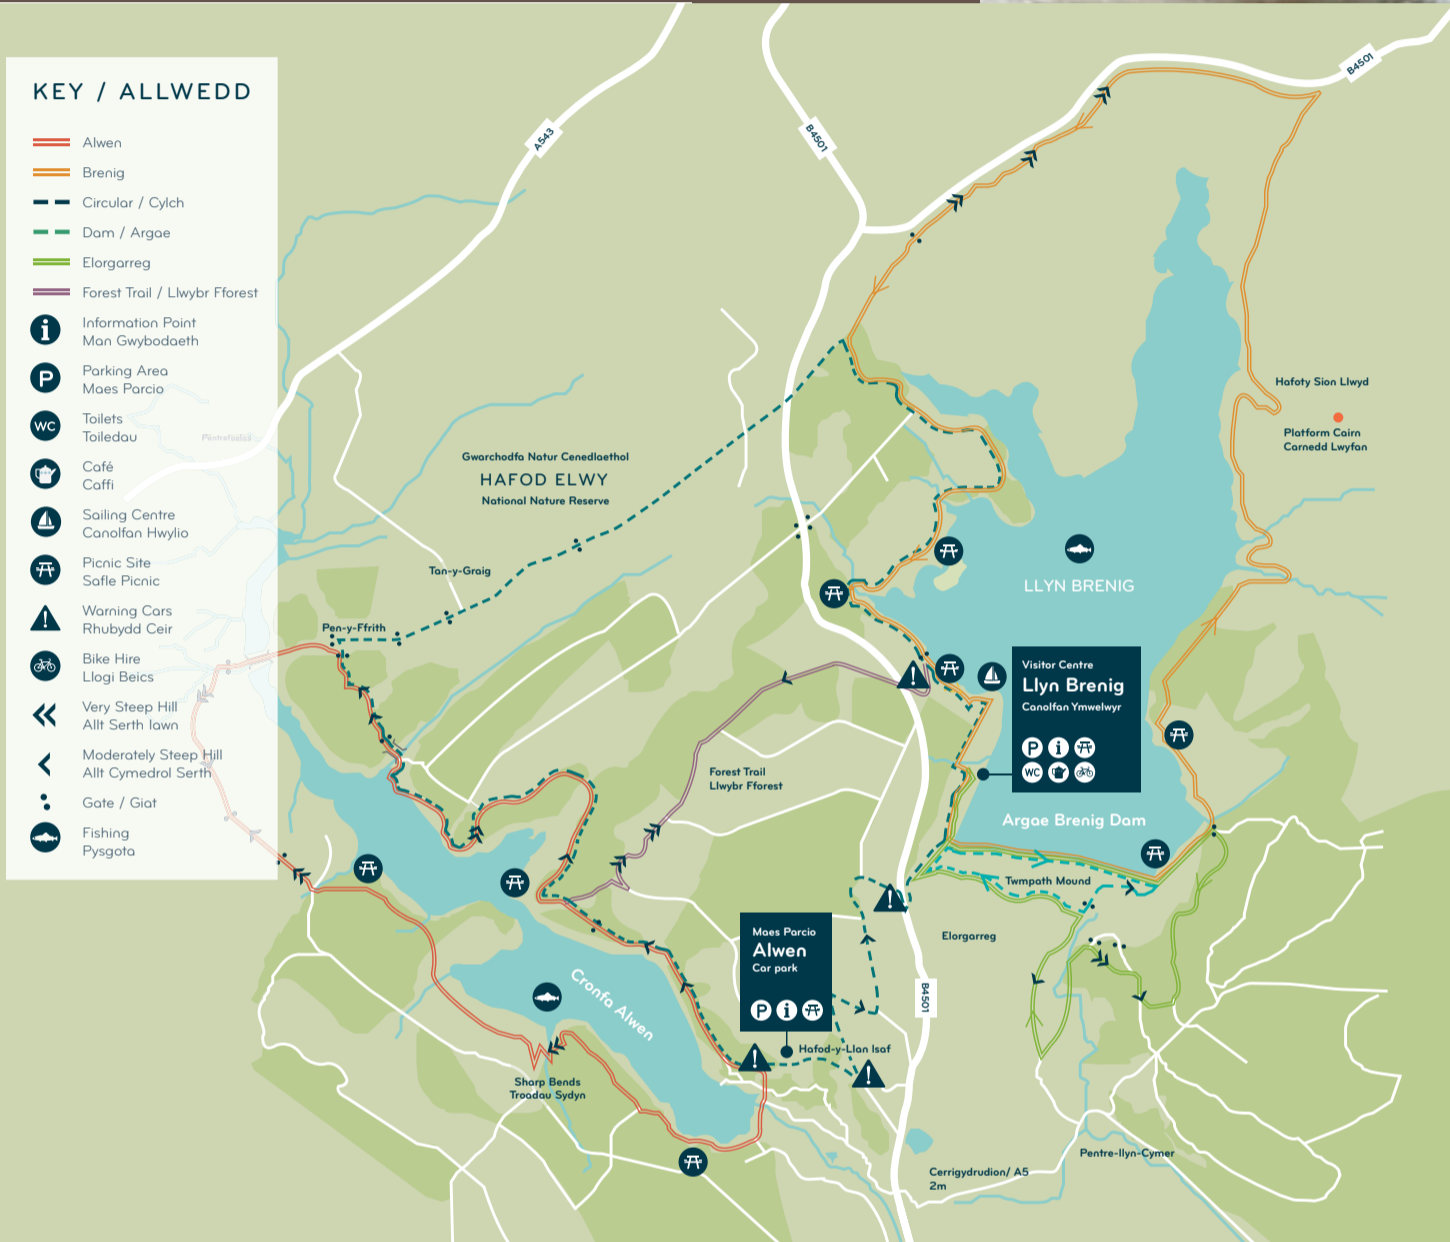 KEY / ALLWEDD
Alwen
Brenig
Circular / Cylch
Dam / Argae
Elorgarreg
Forest Trail / Llwybr Fforest
Information Point
Man Gwybodaeth
P
Parking Area
Maes Parcio
WC
Toilets
Toiledau
Café
Caffi
Sailing Centre
Canolfan Hwylio
Picnic Site
Safle Picnic
Warning Cars
Rhubydd Ceir
Bike Hire
Llogi Beics
Very Steep Hill
Allt Serth Iawn
Moderately Steep Hill
Allt Cymedrol Serth
Gate / Giat
Fishing
Pysgota
A543
B4501
B4501
Hafoty Sion Llwyd
Platform Cairn
Carnedd Lwyfan
Gwarchodfa Natur Cenedlaethol
HAFOD ELWY
National Nature Reserve
Tan-y-Graig
Pen-y-Ffrith
LLYN BRENIG
Visitor Centre
Llyn Brenig
Canolfan Ymwelwyr
P i
WC
Forest Trail
Llwybr Fforest
Argae Brenig Dam
Twmpath Mound
Elorgarreg
Maes Parcio
Alwen
Car park
P i
B4501
Cronfa Alwen
Hafod-y-Llan Isaf
Sharp Bends
Troadau Sydyn
Pentre-llyn-Cymer
Cerrigydrudion/ A5
2m